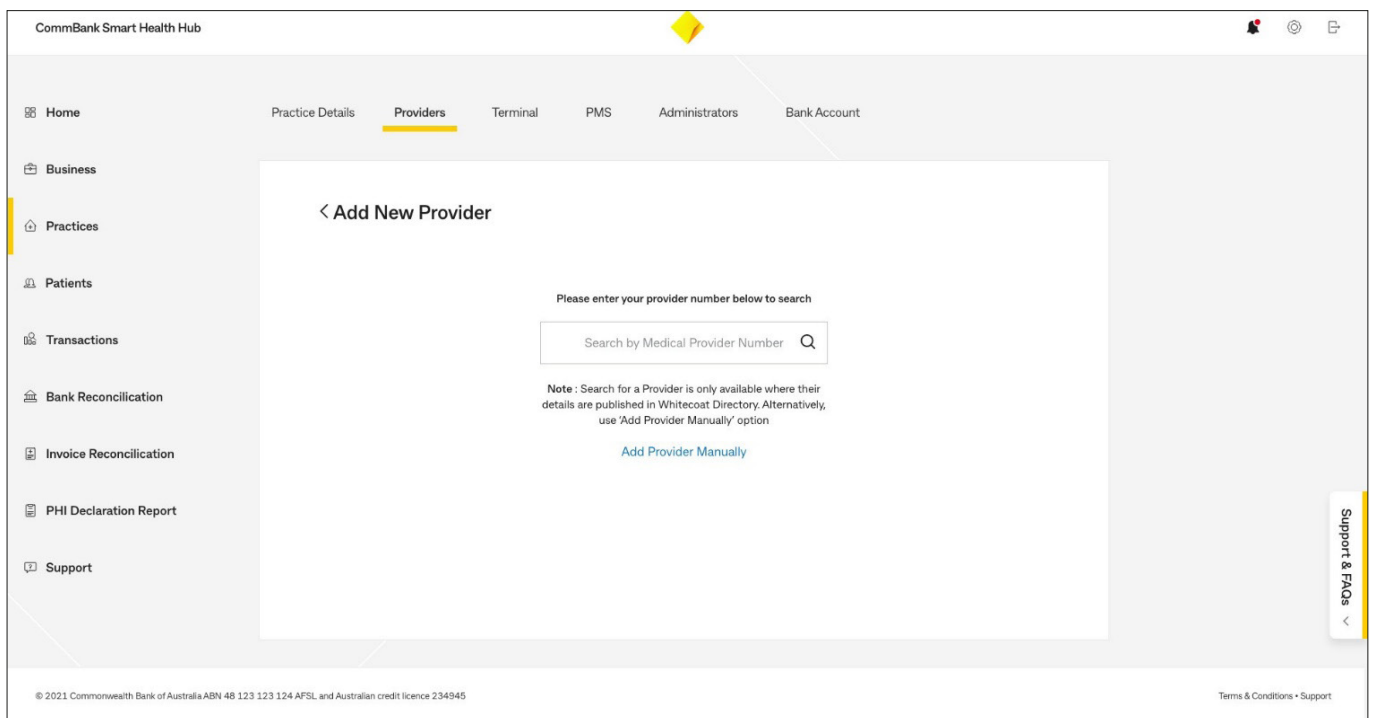 CommBank Smart Health Hub
Home
Business
Practices
Patients
Transactions
Bank Reconcilication
Invoice Reconcilication
PHI Declaration Report
Support
Practice Details Providers Terminal PMS Administrators Bank Account
< Add New Provider
Please enter your provider number below to search
Search by Medical Provider Number
Note : Search for a Provider is only available where their
details are published in Whitecoat Directory. Alternatively,
use ‘Add Provider Manually’ option
Add Provider Manually
Support & FAQs
© 2021 Commonwealth Bank of Australia ABN 48 123 123 124 AFSL and Australian credit licence 234945
Terms & Conditions • Support